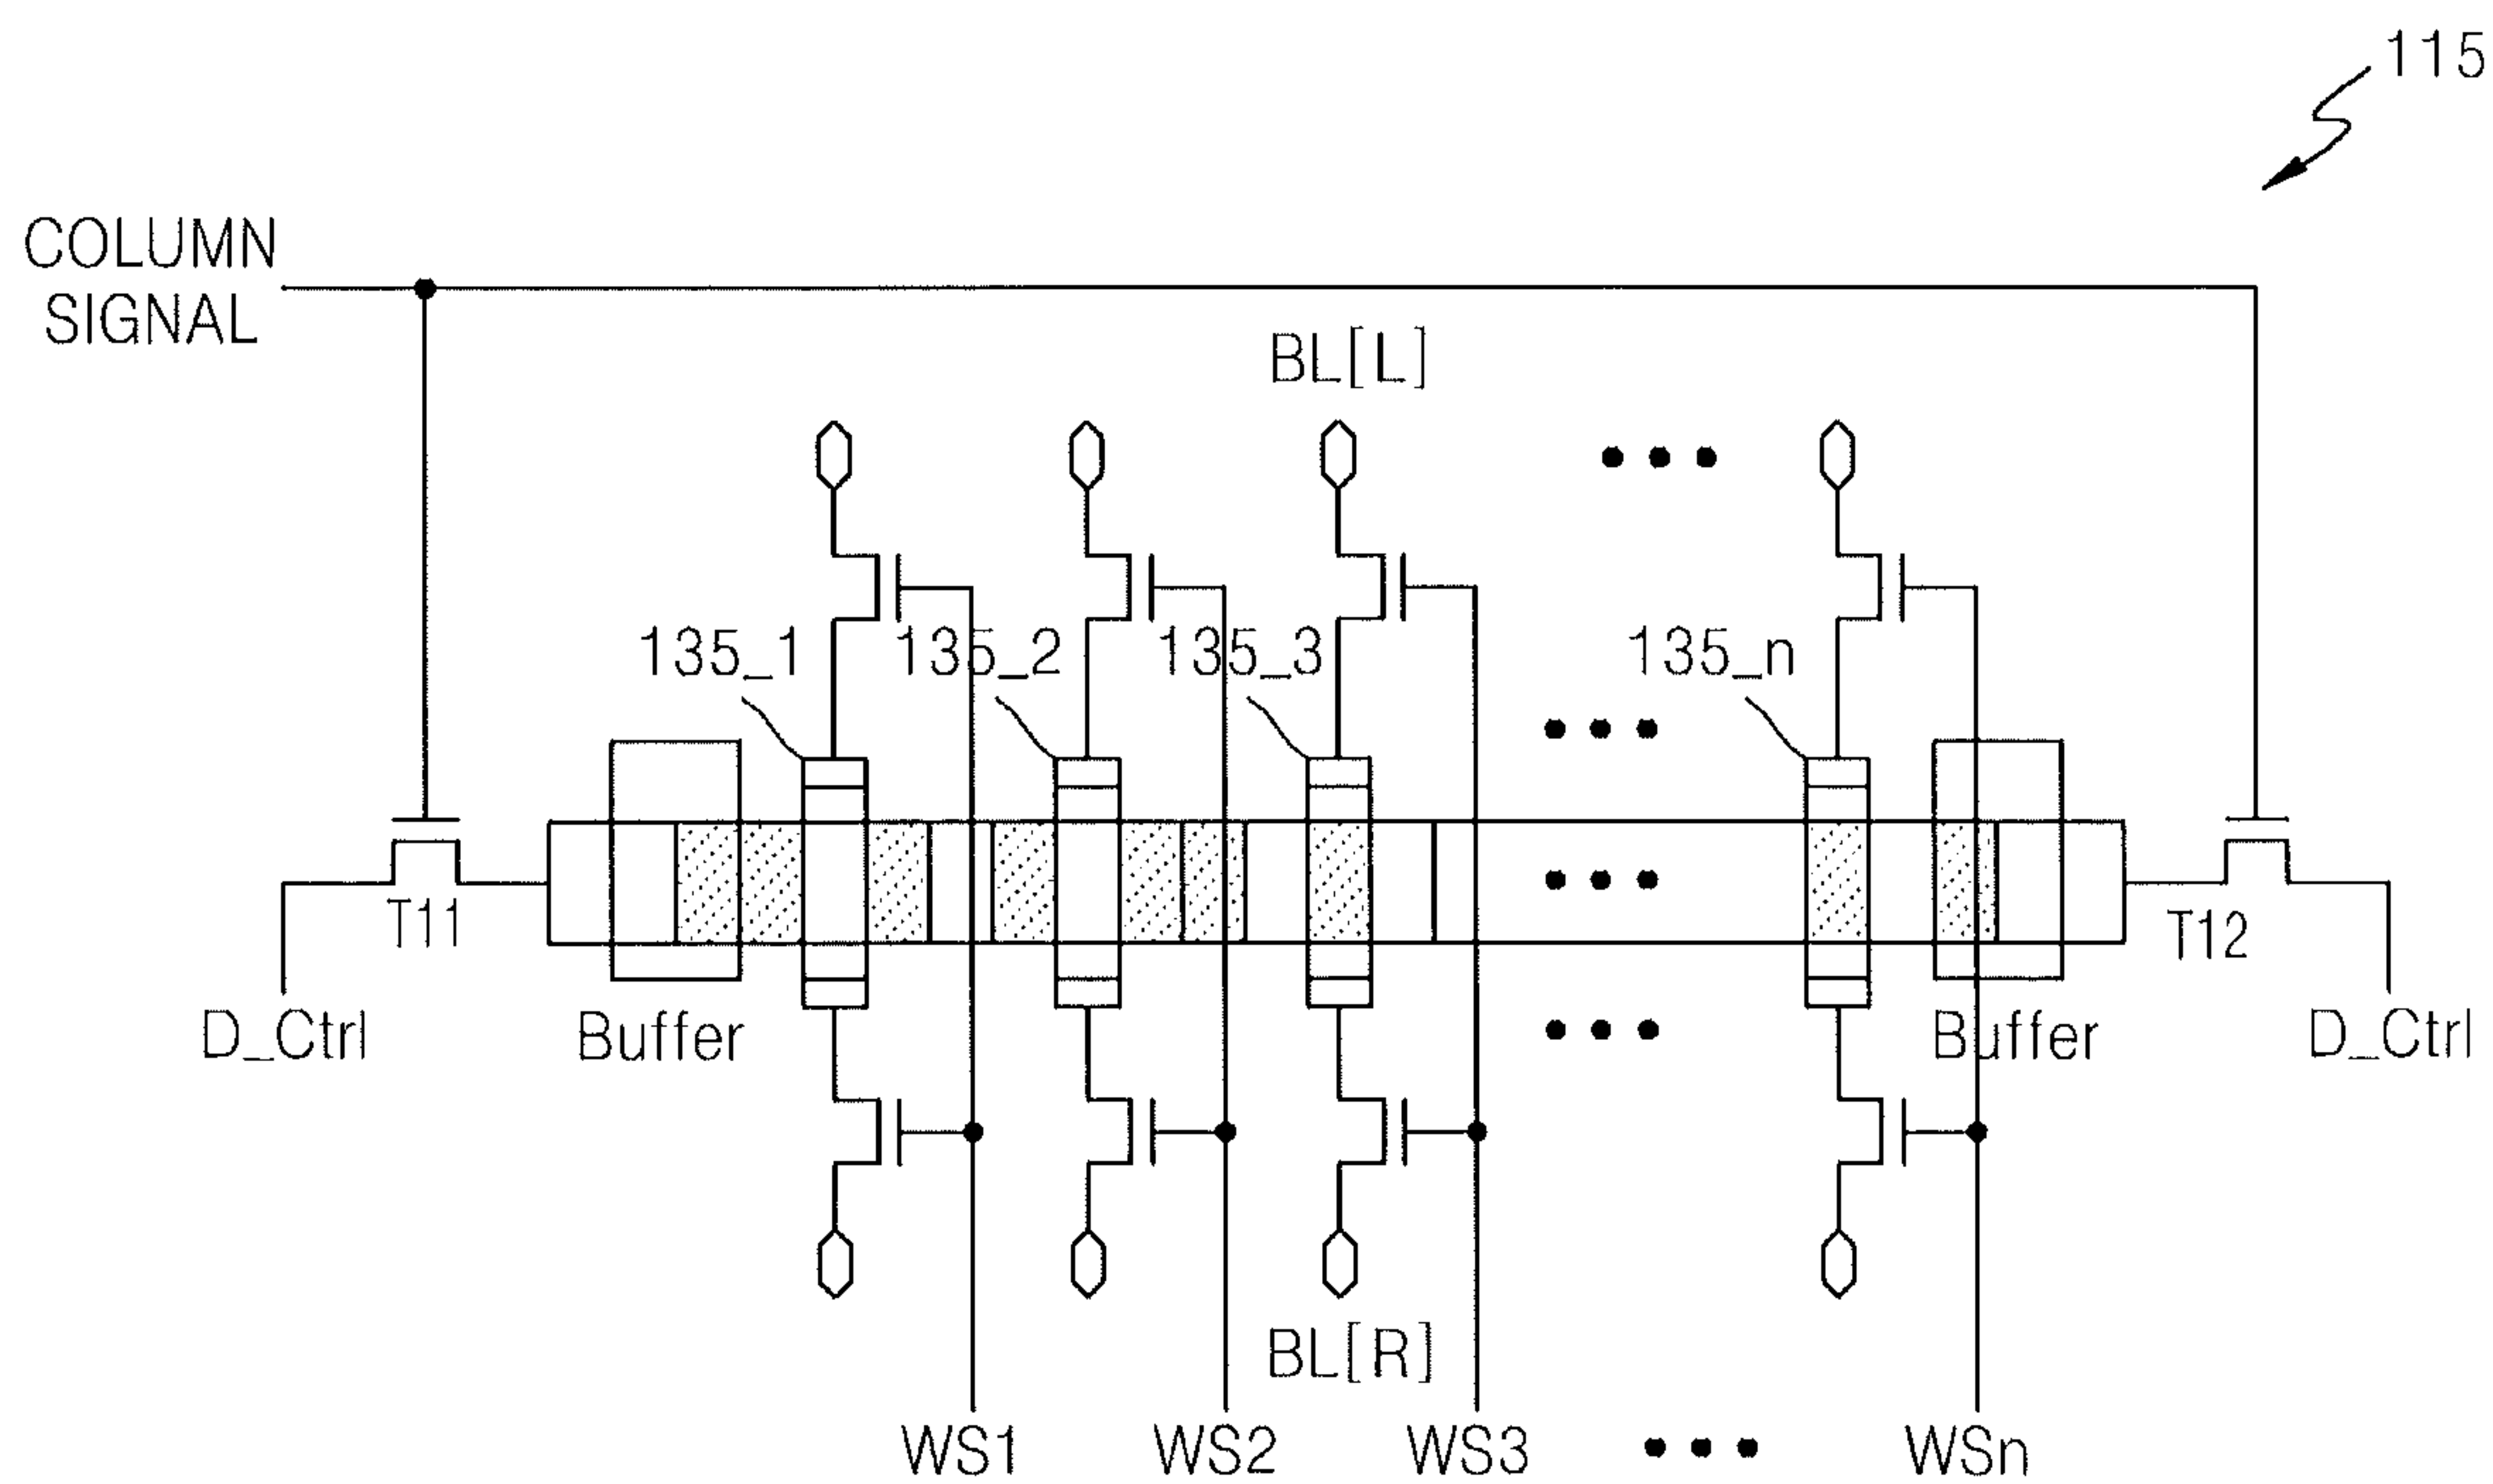 115
COLUMN
SIGNAL
BL[L]
135_1 135_2 135_3 135_n
T11 T12
D_Ctrl Buffer Buffer D_Ctrl
BL[R]
WS1 WS2 WS3 WSn